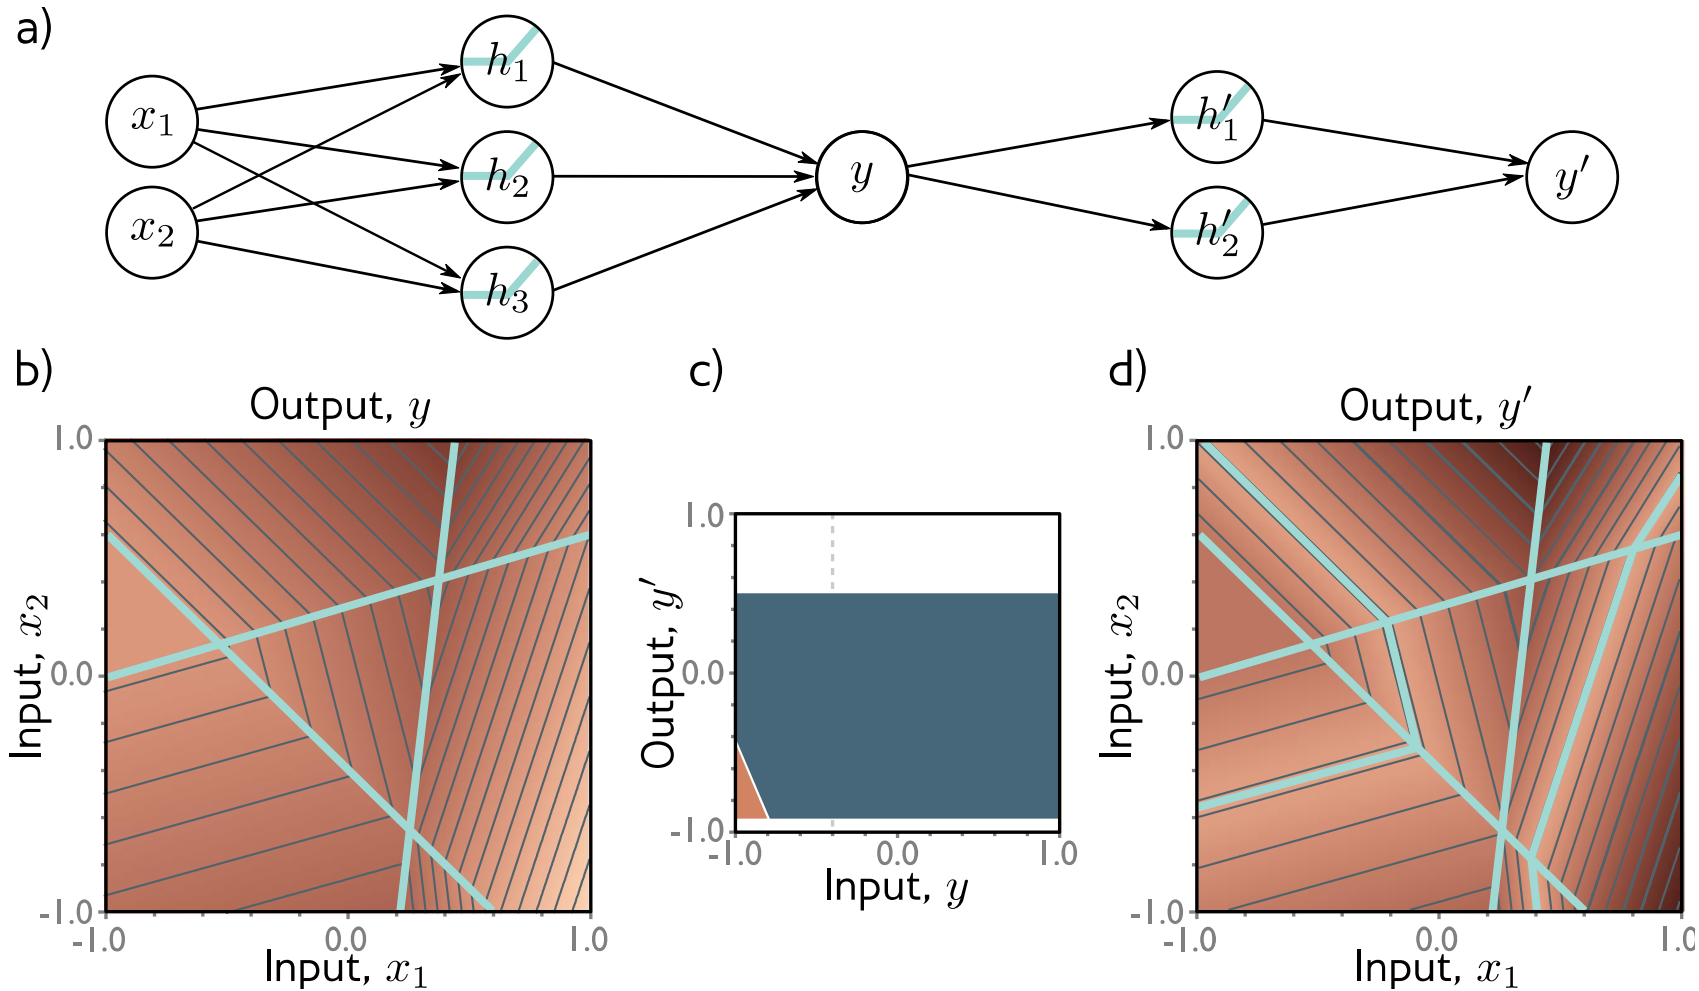 a)
x₁
x₂
h₁
h₂
h₃
y
h′₁
h′₂
y′
b)
Output, y
1.0
0.0
-1.0
Input, x₂
-1.0
0.0
1.0
Input, x₁
c)
1.0
0.0
-1.0
Output, y′
-1.0
0.0
1.0
Input, y
d)
Output, y′
1.0
0.0
-1.0
Input, x₂
-1.0
0.0
1.0
Input, x₁